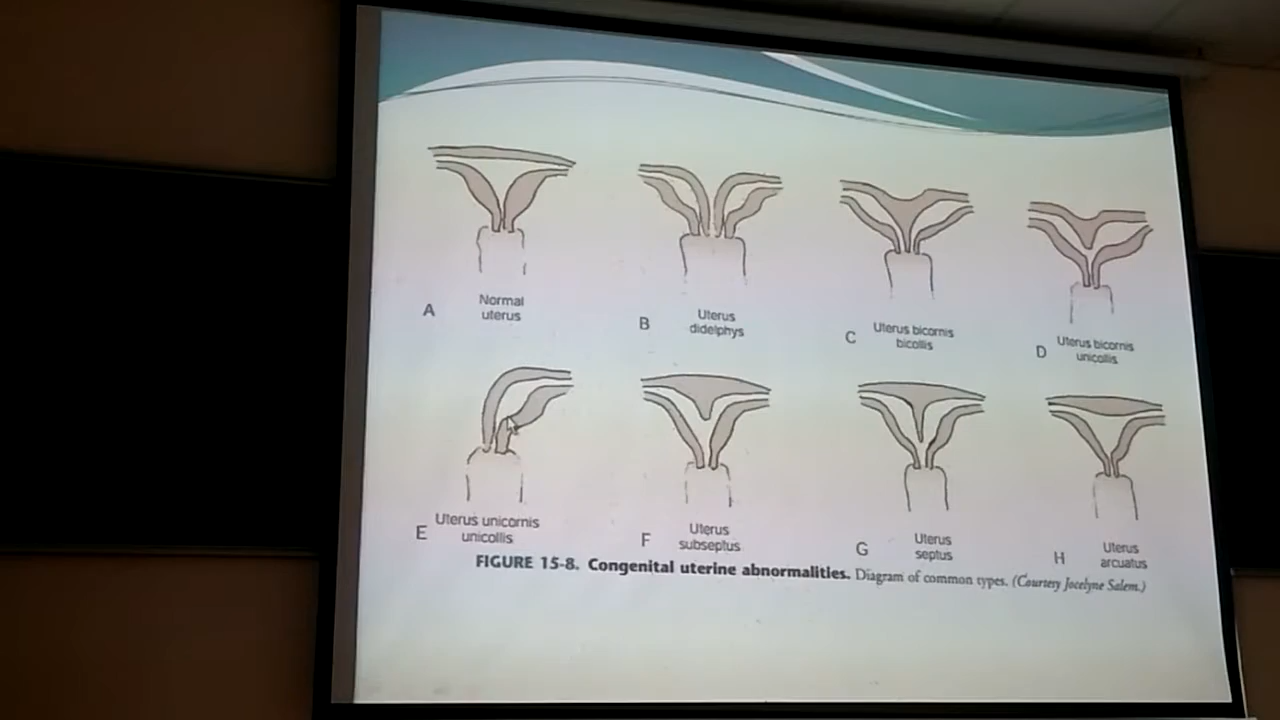 A Normal
uterus
B Uterus
didelphys
C Uterus bicornis
bicollis
D Uterus bicornis
unicollis
E Uterus unicornis
unicollis
F Uterus
subseptus
G Uterus
septus
H Uterus
arcuatus
FIGURE 15-8. Congenital uterine abnormalities. Diagram of common types. (Courtesy Jocelyne Salem.)